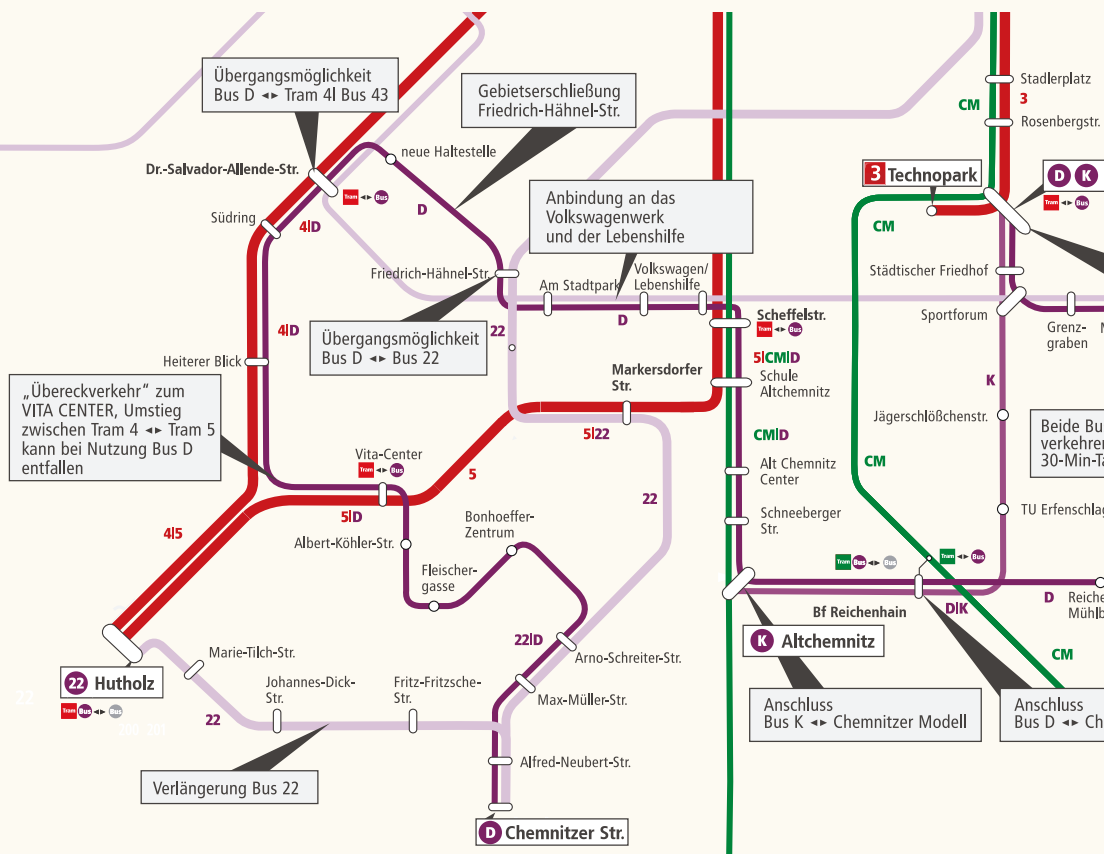 Übergangsmöglichkeit
Bus D ◄► Tram 4| Bus 43
Gebietserschließung
Friedrich-Hähnel-Str.
Stadlerplatz
CM
3
Rosenbergstr.
Dr.-Salvador-Allende-Str.
neue Haltestelle
3 Technopark
D K
Tram ◄► Bus
Tram ◄► Bus
Anbindung an das
Volkswagenwerk
und der Lebenshilfe
D
Südring
4|D
CM
Friedrich-Hähnel-Str.
Am Stadtpark
Volkswagen/
Lebenshilfe
Städtischer Friedhof
Sportforum
D
Scheffelstr.
Tram ◄► Bus
Grenz-
graben
4|D
22
Übergangsmöglichkeit
Bus D ◄► Bus 22
5|CM|D
Heiterer Blick
Markersdorfer
Str.
Schule
Altchemnitz
K
„Übereckverkehr“ zum
VITA CENTER, Umstieg
zwischen Tram 4 ◄► Tram 5
kann bei Nutzung Bus D
entfallen
Jägerschlößchenstr.
5|22
CM|D
Beide Bu
verkehren
30-Min-Ta
Vita-Center
Tram ◄► Bus
5
Alt Chemnitz
Center
CM
22
5|D
Bonhoeffer-
Zentrum
Schneeberger
Str.
TU Erfenschlag
4|5
Albert-Köhler-Str.
Tram Bus ◄► Bus
Tram ◄► Bus
Fleischer-
gasse
Bf Reichenhain
D|K
D
Reiche
Mühlb
22|D
K Altchemnitz
Marie-Tilch-Str.
Arno-Schreiter-Str.
CM
22 Hutholz
Tram Bus ◄► Bus
Johannes-Dick-
Str.
Fritz-Fritzsche-
Str.
Max-Müller-Str.
Anschluss
Bus K ◄► Chemnitzer Modell
Anschluss
Bus D ◄► Ch
22
22
Alfred-Neubert-Str.
Verlängerung Bus 22
D Chemnitzer Str.